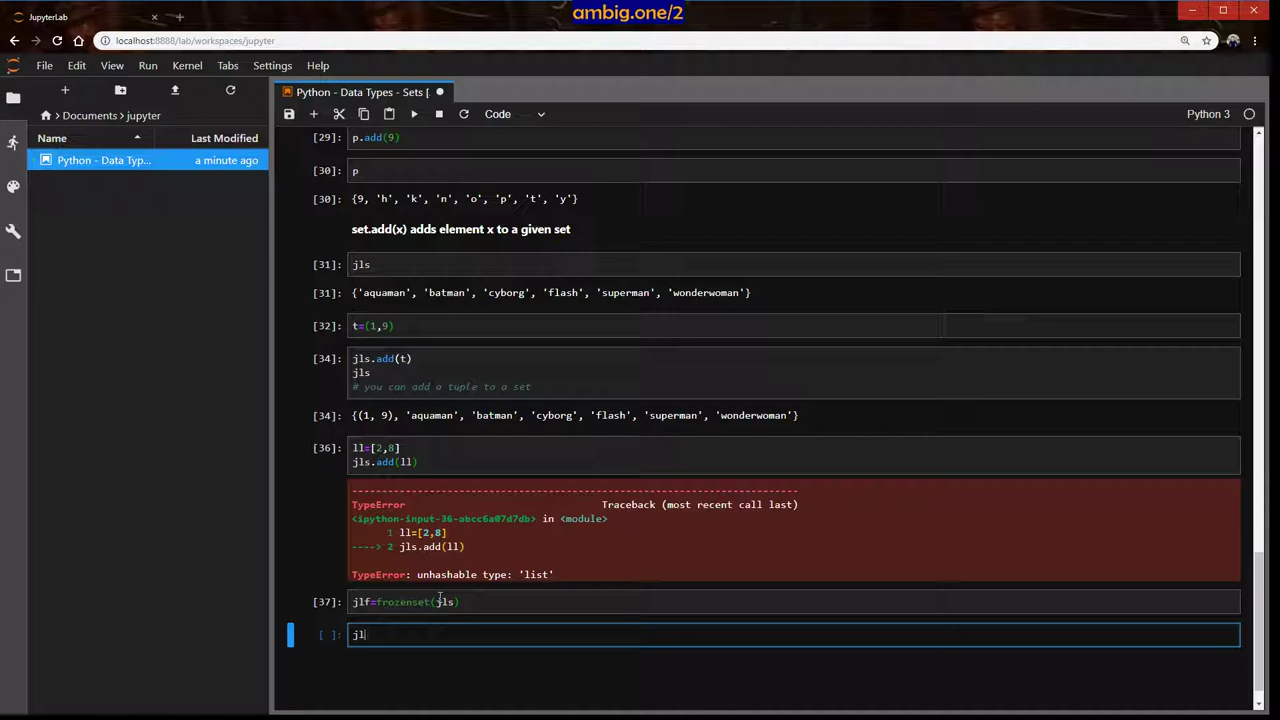 ambig.one/2
JupyterLab
localhost:8888/lab/workspaces/jupyter
File Edit View Run Kernel Tabs Settings Help
Python - Data Types - Sets [
Documents jupyter
Code
Python 3
Name Last Modified
Python - Data Typ... a minute ago
[29]: p.add(9)
[30]: p
[30]: {9, 'h', 'k', 'n', 'o', 'p', 't', 'y'}
set.add(x) adds element x to a given set
[31]: jls
[31]: {'aquaman', 'batman', 'cyborg', 'flash', 'superman', 'wonderwoman'}
[32]: t=(1,9)
[34]: jls.add(t)
jls
# you can add a tuple to a set
[34]: {(1, 9), 'aquaman', 'batman', 'cyborg', 'flash', 'superman', 'wonderwoman'}
[36]: ll=[2,8]
jls.add(ll)
---------------------------------------------------------------------------
TypeError Traceback (most recent call last)
<ipython-input-36-abcc6a07d7db> in <module>
1 ll=[2,8]
----> 2 jls.add(ll)
TypeError: unhashable type: 'list'
[37]: jlf=frozenset(jls)
[ ]: jl